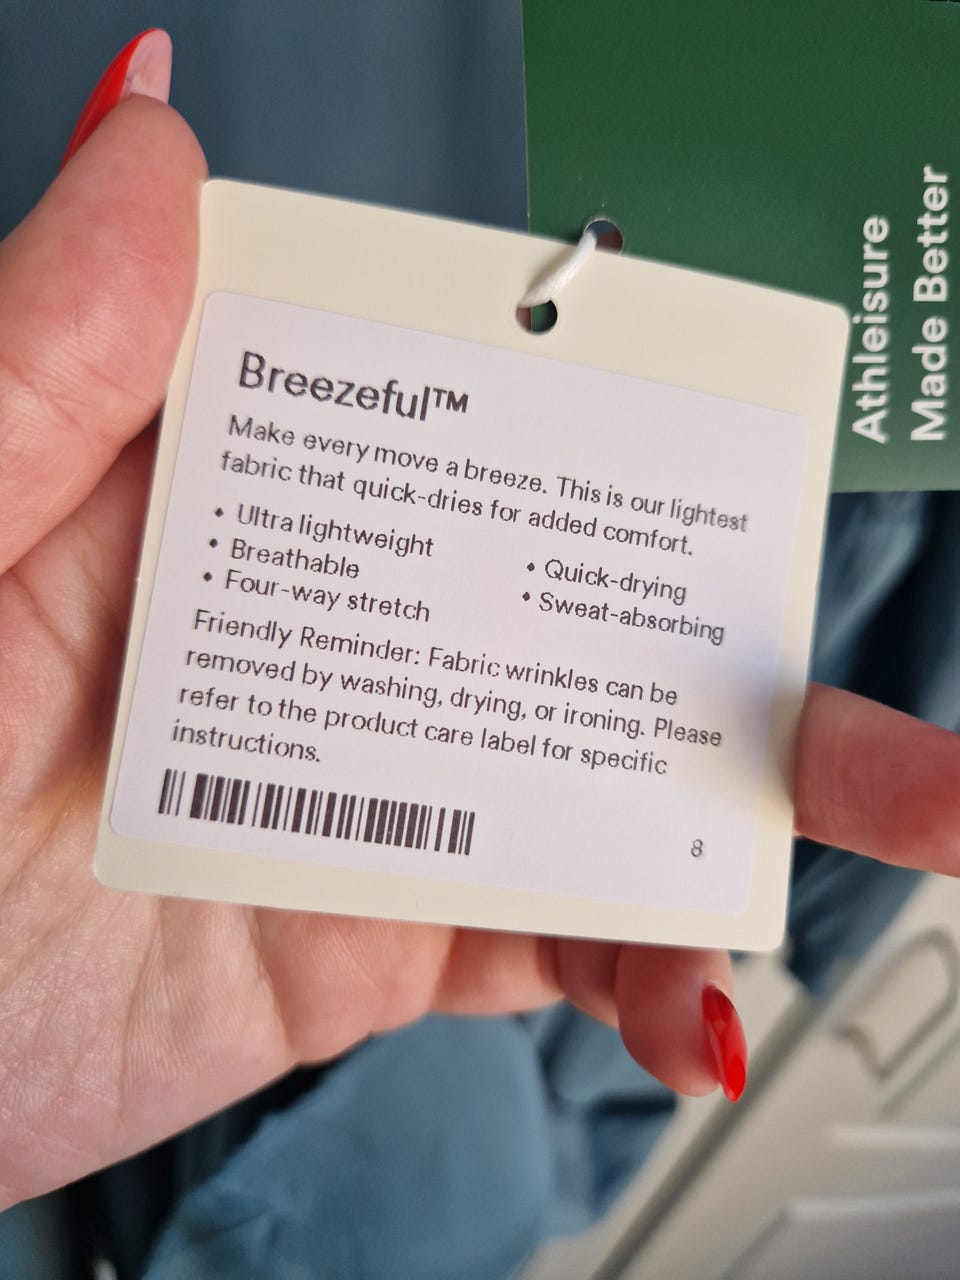 Breezeful™
Make every move a breeze. This is our lightest
fabric that quick-dries for added comfort.
• Ultra lightweight
• Breathable
• Four-way stretch
• Quick-drying
• Sweat-absorbing
Friendly Reminder: Fabric wrinkles can be
removed by washing, drying, or ironing. Please
refer to the product care label for specific
instructions.
8
Athleisure
Made Better